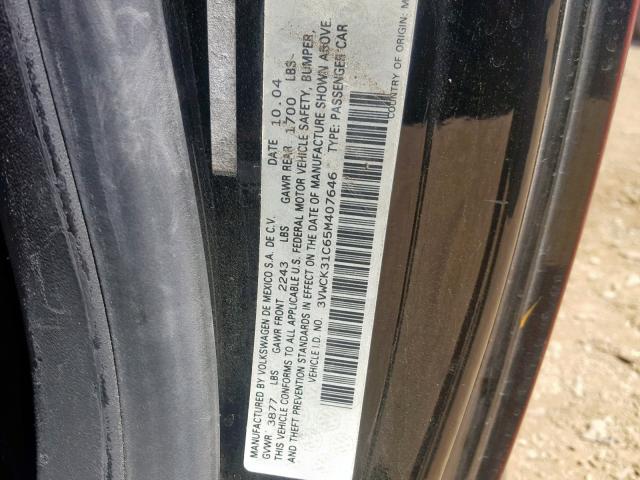 MANUFACTURED BY VOLKSWAGEN DE MEXICO S.A. DE C.V. DATE 10.04
GVWR 3877 LBS GAWR FRONT 2243 LBS GAWR REAR 1700 LBS
THIS VEHICLE CONFORMS TO ALL APPLICABLE U.S. FEDERAL MOTOR VEHICLE SAFETY, BUMPER,
AND THEFT PREVENTION STANDARDS IN EFFECT ON THE DATE OF MANUFACTURE SHOWN ABOVE.
VEHICLE I.D. NO. 3VWCK31C65M407646 TYPE: PASSENGER CAR
COUNTRY OF ORIGIN: M